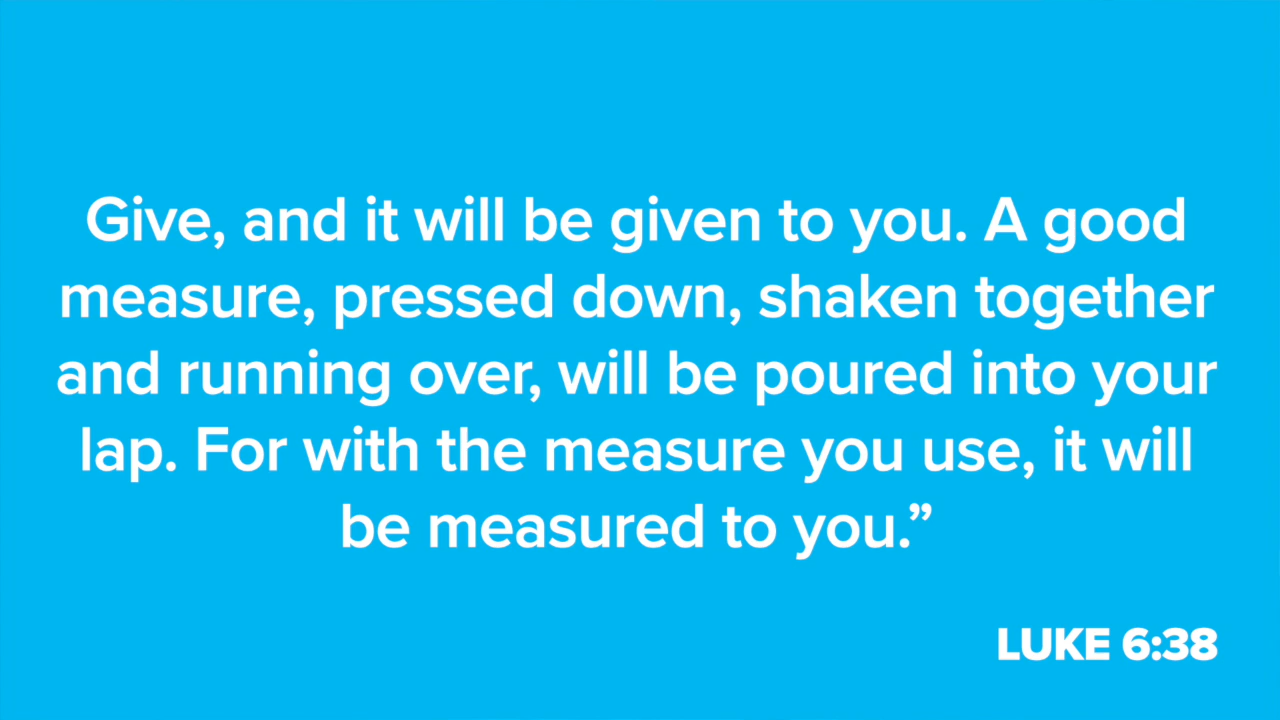 Give, and it will be given to you. A good
measure, pressed down, shaken together
and running over, will be poured into your
lap. For with the measure you use, it will
be measured to you.”
LUKE 6:38